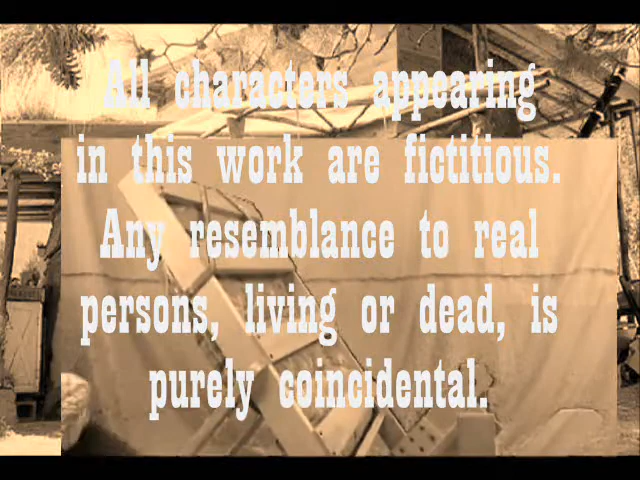 All characters appearing
in this work are fictitious.
Any resemblance to real
persons, living or dead, is
purely coincidental.